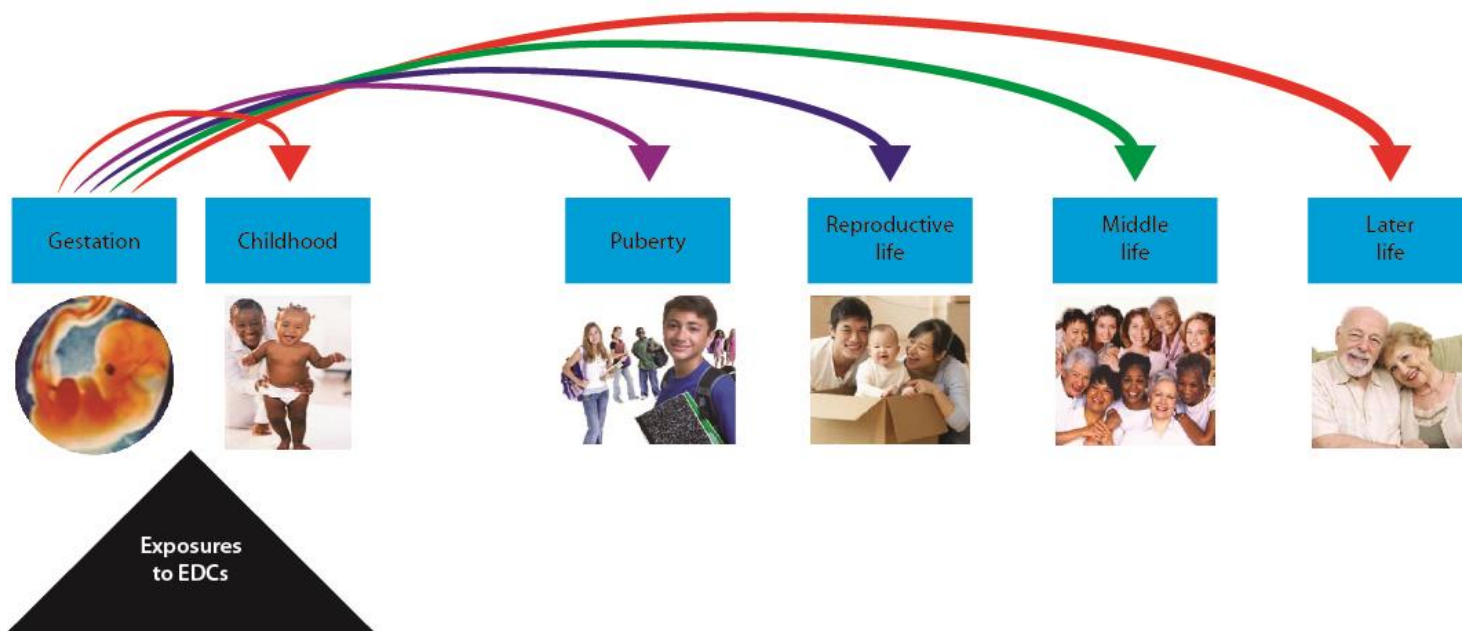 Gestation
Childhood
Puberty
Reproductive
life
Middle
life
Later
life
Exposures
to EDCs